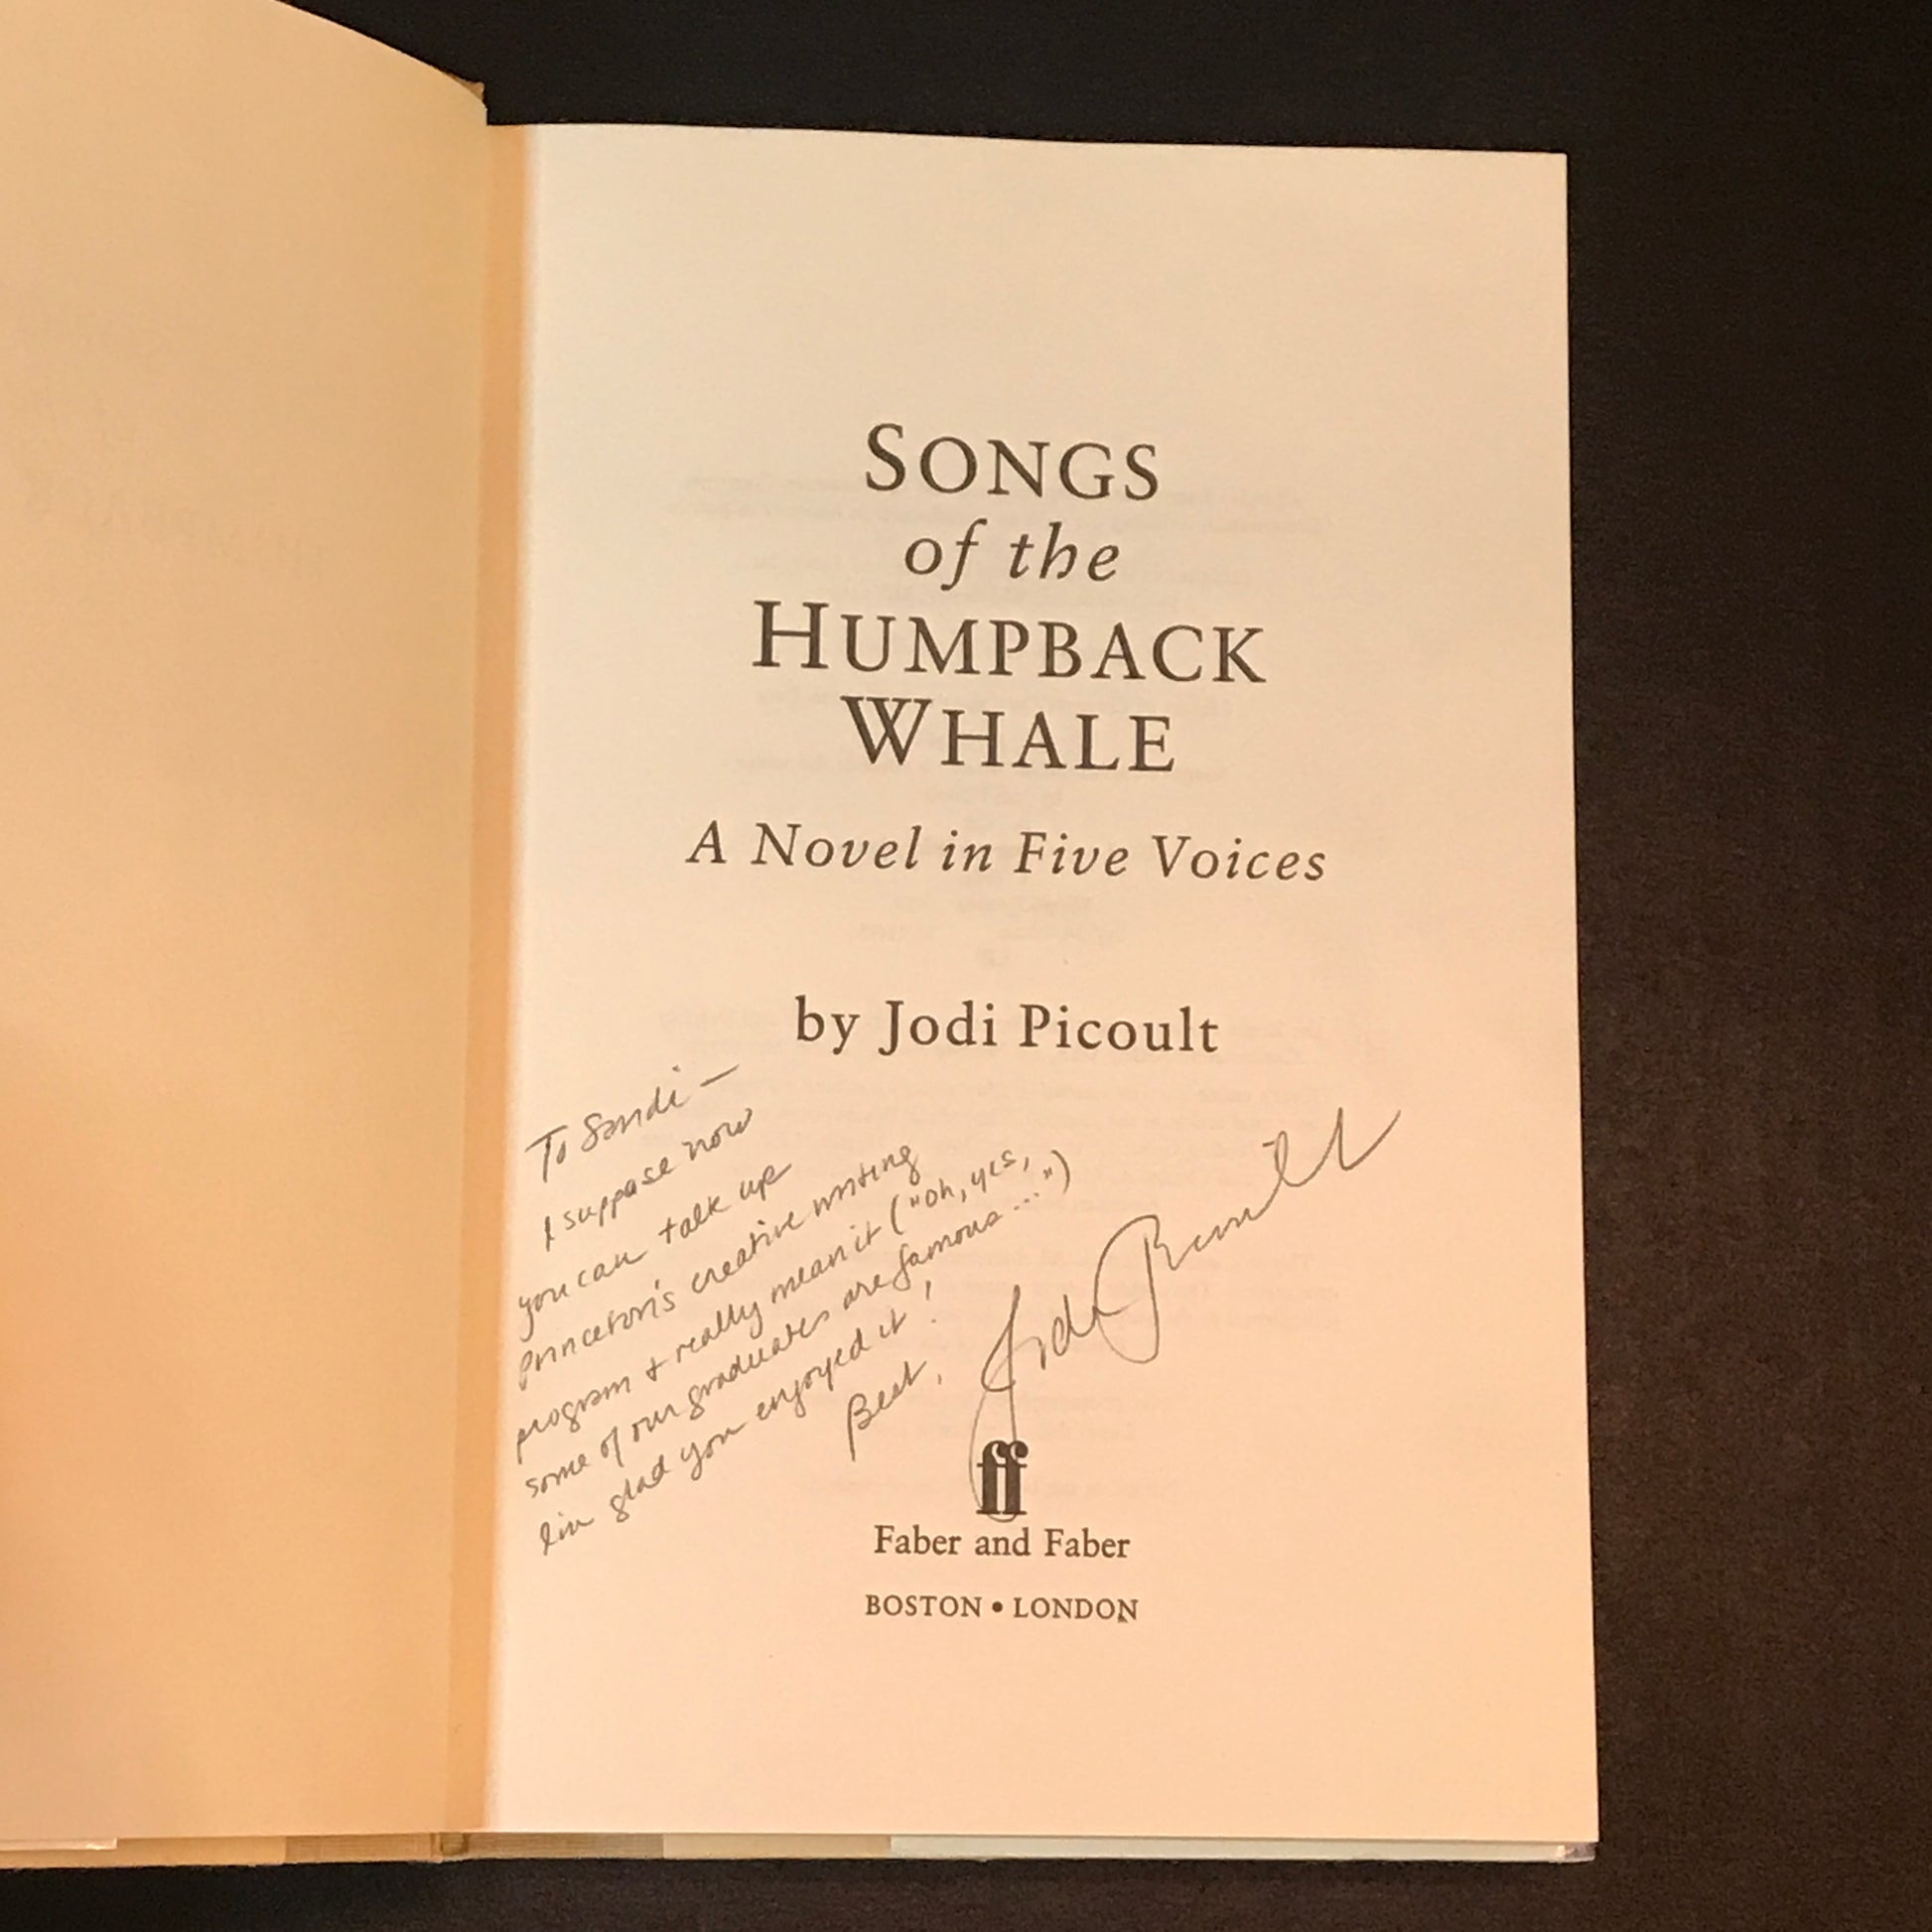 SONGS
of the
HUMPBACK
WHALE
A Novel in Five Voices
by Jodi Picoult
To Sandi —
I suppose now
you can talk up
Princeton's creative writing
program + really mean it ("Oh, yes,
some of our graduates are famous...")
I'm glad you enjoyed it!
Best,
Jodi Picoult
ff
Faber and Faber
BOSTON • LONDON